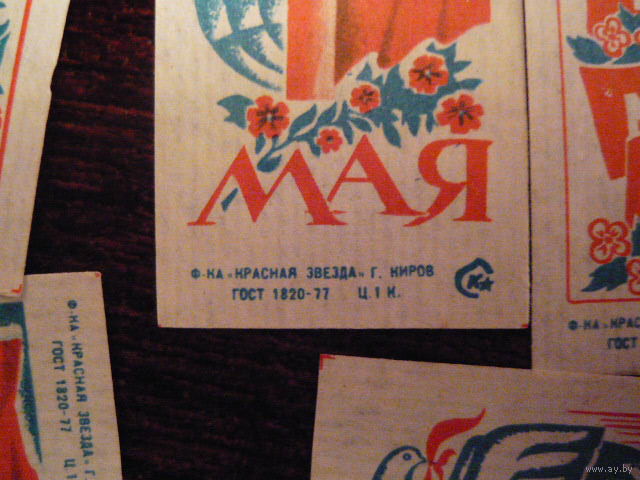 МАЯ
Ф-КА „КРАСНАЯ ЗВЕЗДА" Г. КИРОВ
ГОСТ 1820-77 Ц. 1 К.
К
Ф-КА „КРАСНАЯ ЗВЕЗДА" Г
ГОСТ 1820-77 Ц
Ф-КА „КРАС
ГОСТ
www.ay.by